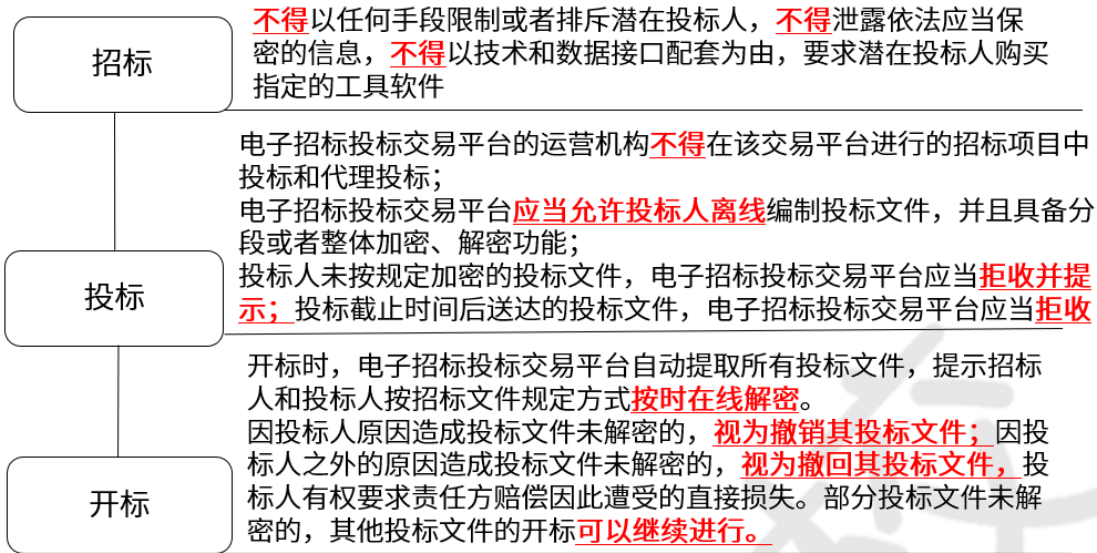 招标
不得以任何手段限制或者排斥潜在投标人，不得泄露依法应当保
密的信息，不得以技术和数据接口配套为由，要求潜在投标人购买
指定的工具软件
投标
电子招标投标交易平台的运营机构不得在该交易平台进行的招标项目中
投标和代理投标；
电子招标投标交易平台应当允许投标人离线编制投标文件，并且具备分
段或者整体加密、解密功能；
投标人未按规定加密的投标文件，电子招标投标交易平台应当拒收并提
示；投标截止时间后送达的投标文件，电子招标投标交易平台应当拒收
开标
开标时，电子招标投标交易平台自动提取所有投标文件，提示招标
人和投标人按招标文件规定方式按时在线解密。
因投标人原因造成投标文件未解密的，视为撤销其投标文件；因投
标人之外的原因造成投标文件未解密的，视为撤回其投标文件，投
标人有权要求责任方赔偿因此遭受的直接损失。部分投标文件未解
密的，其他投标文件的开标可以继续进行。